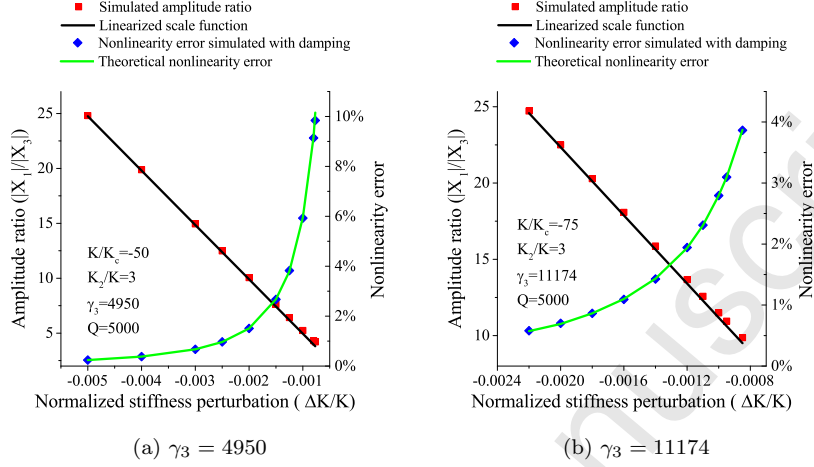 Simulated amplitude ratio
Linearized scale function
Nonlinearity error simulated with damping
Theoretical nonlinearity error
Amplitude ratio (|X₁|/|X₃|)
25
20
15
10
5
10%
8%
6%
4%
2%
0%
Nonlinearity error
K/K_c=-50
K₂/K=3
γ₃=4950
Q=5000
-0.005 -0.004 -0.003 -0.002 -0.001
Normalized stiffness perturbation ( ΔK/K)
(a) γ₃ = 4950
Simulated amplitude ratio
Linearized scale function
Nonlinearity error simulated with damping
Theoretical nonlinearity error
Amplitude ratio (|X₁|/|X₃|)
25
20
15
10
4%
3%
2%
1%
0%
Nonlinearity error
K/K_c=-75
K₂/K=3
γ₃=11174
Q=5000
-0.0024 -0.0020 -0.0016 -0.0012 -0.0008
Normalized stiffness perturbation ( ΔK/K)
(b) γ₃ = 11174